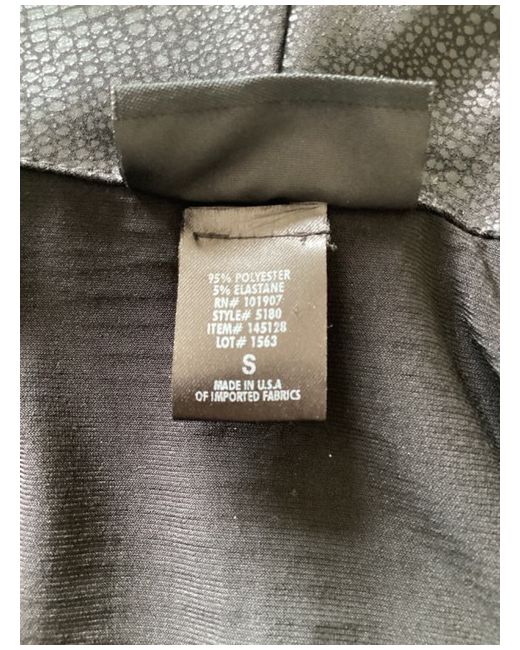 95% POLYESTER
5% ELASTANE
RN# 101907
STYLE# 5180
ITEM# 145128
LOT# 1563
S
MADE IN U.S.A
OF IMPORTED FABRICS